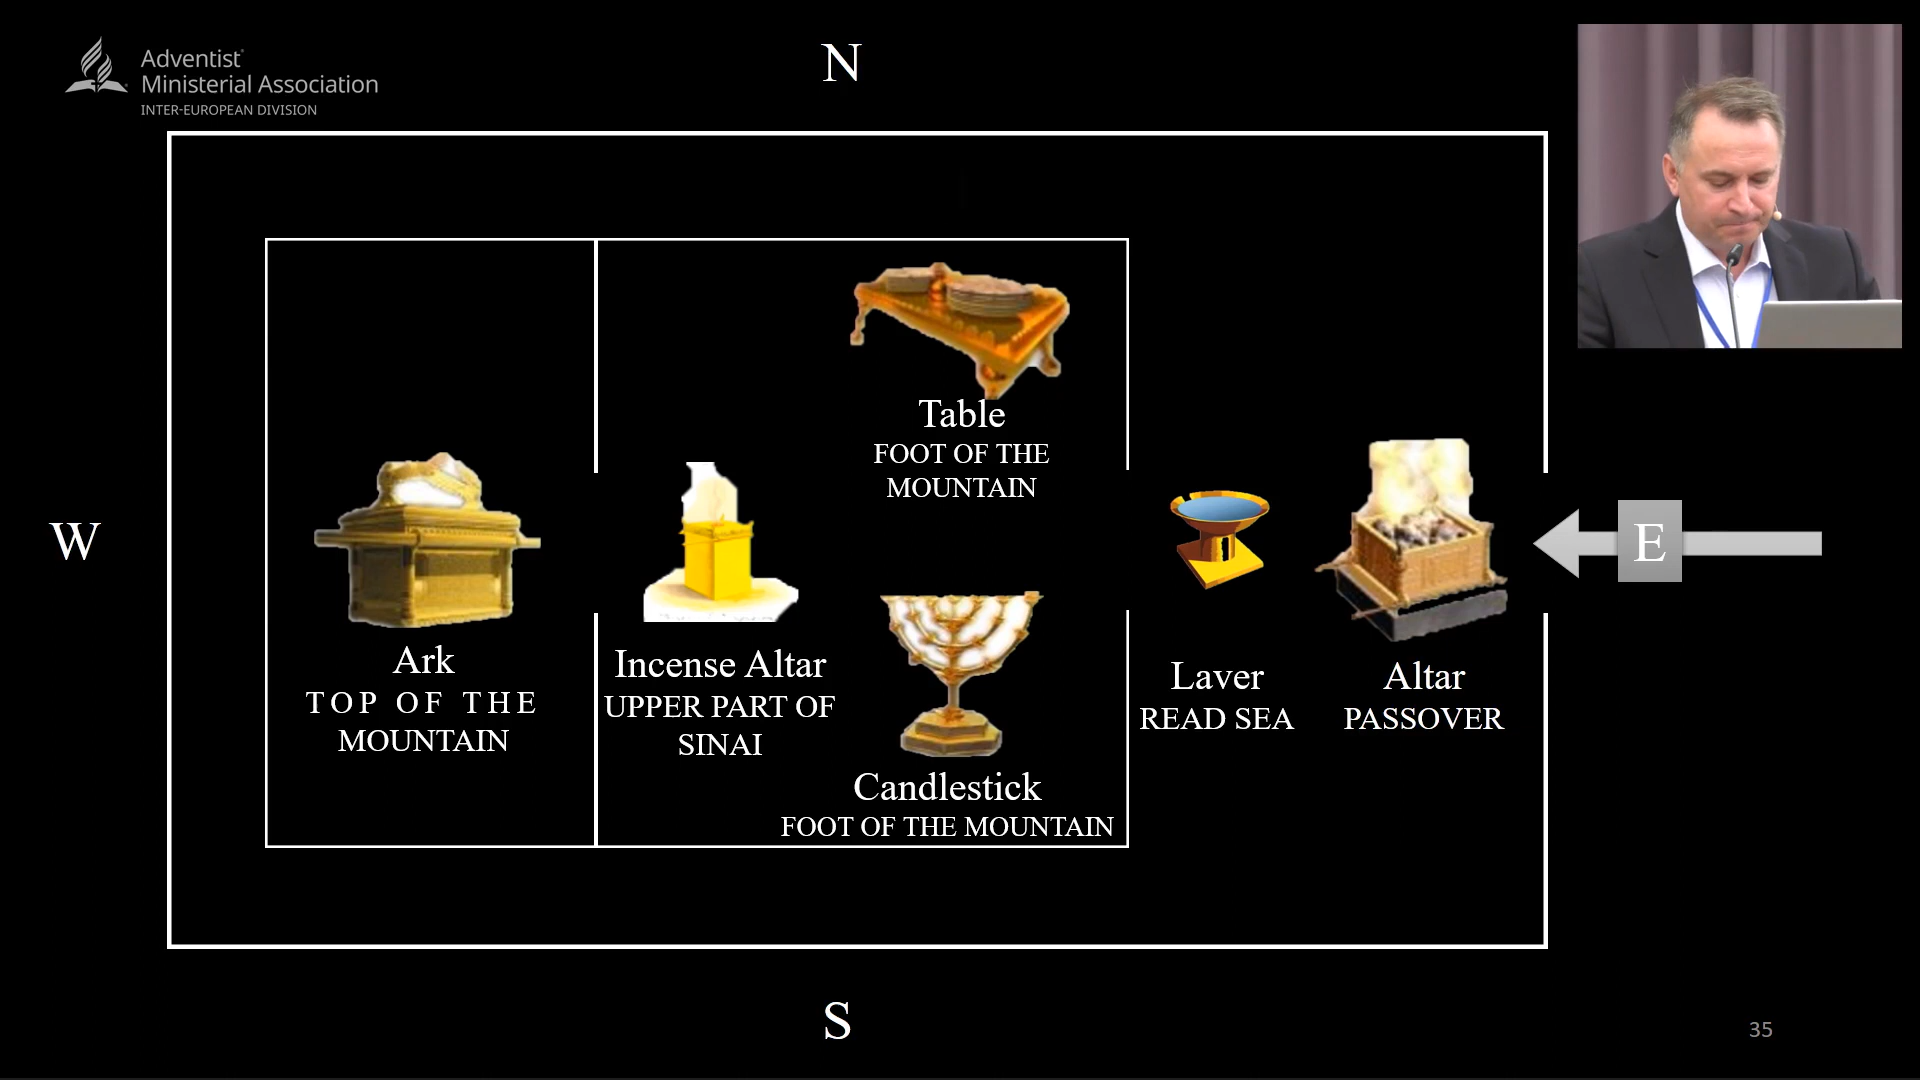 Adventist
Ministerial Association
INTER-EUROPEAN DIVISION
N
W
E
Table
FOOT OF THE
MOUNTAIN
Ark
TOP OF THE
MOUNTAIN
Incense Altar
UPPER PART OF
SINAI
Candlestick
FOOT OF THE MOUNTAIN
Laver
READ SEA
Altar
PASSOVER
S
35